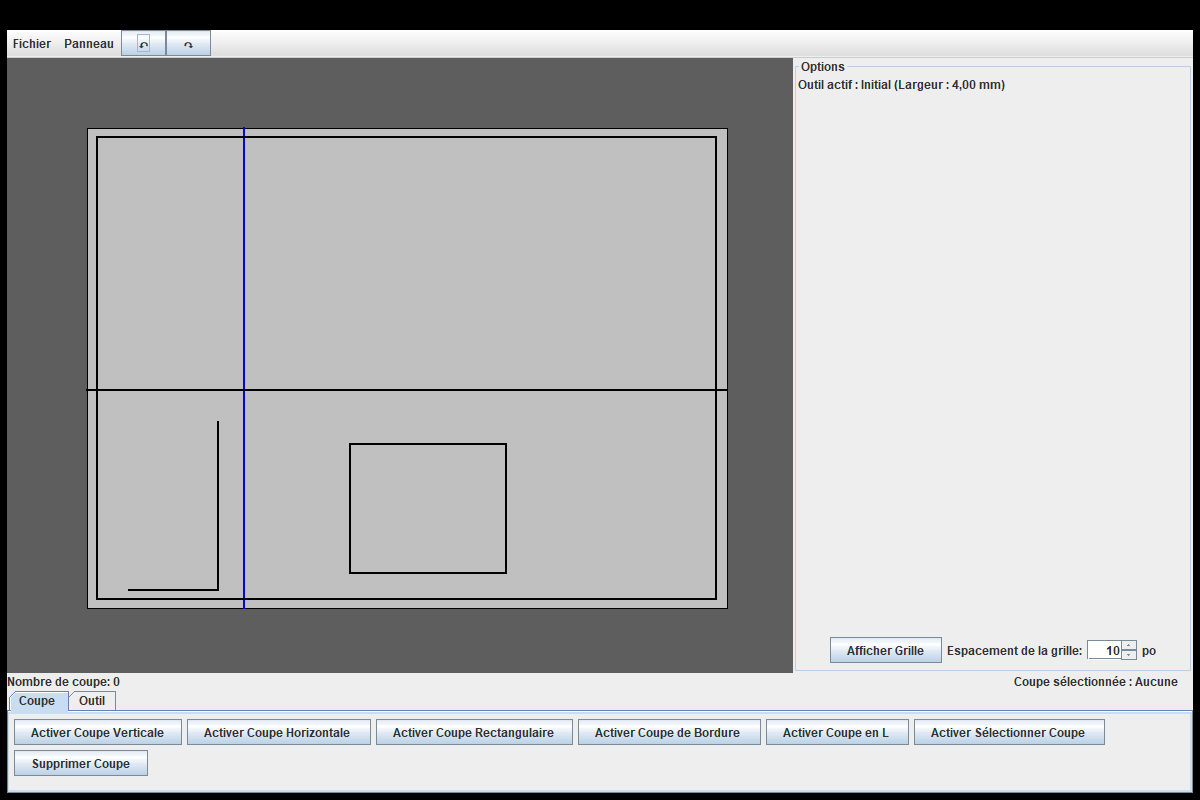 Fichier Panneau ↶ ↷
Options
Outil actif : Initial (Largeur : 4,00 mm)
Afficher Grille Espacement de la grille: 10 po
Nombre de coupe: 0 Coupe sélectionnée : Aucune
Coupe Outil
Activer Coupe Verticale Activer Coupe Horizontale Activer Coupe Rectangulaire Activer Coupe de Bordure Activer Coupe en L Activer Sélectionner Coupe
Supprimer Coupe